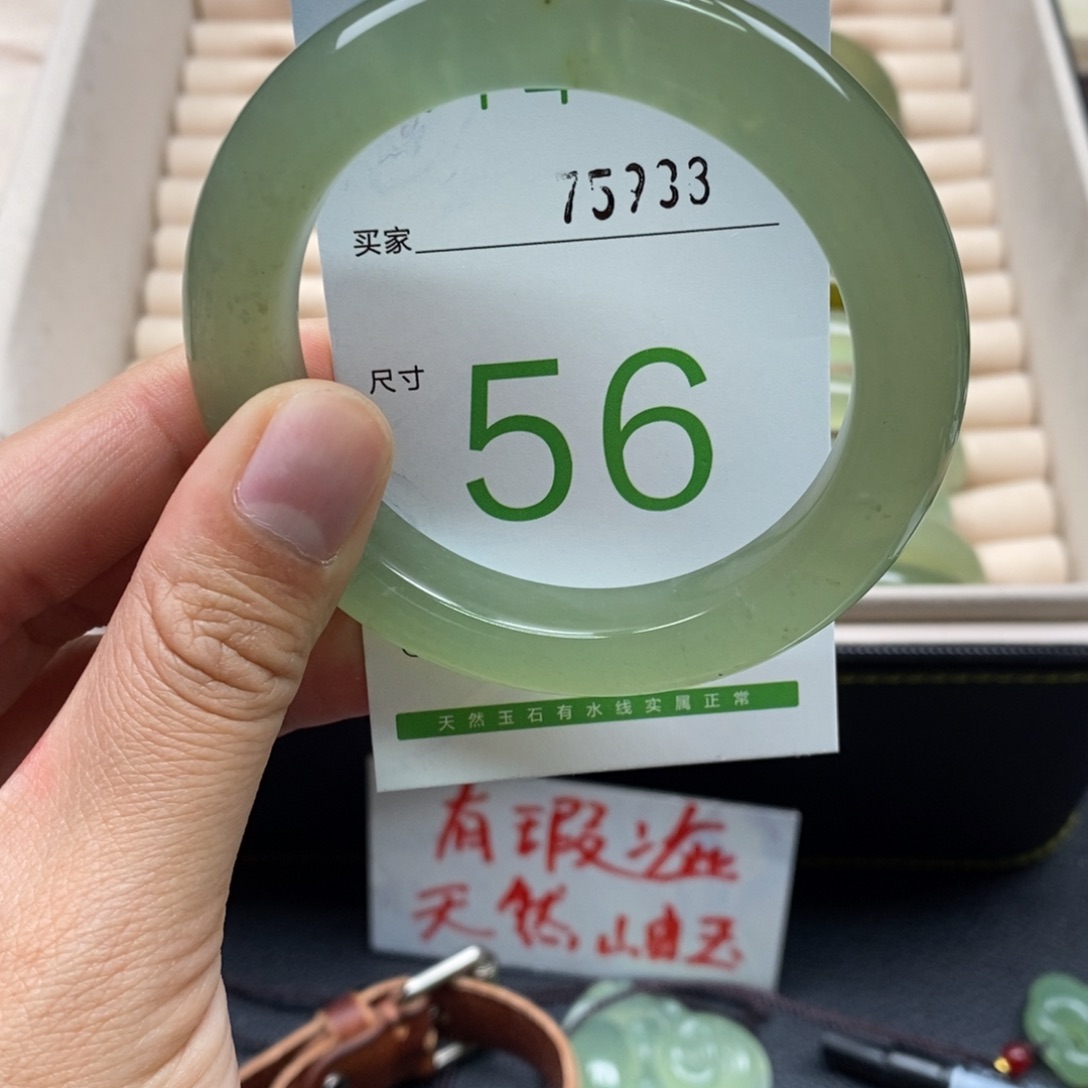 75933
买家
尺寸 56
天然玉石有水线实属正常
有瑕疵
天然岫玉